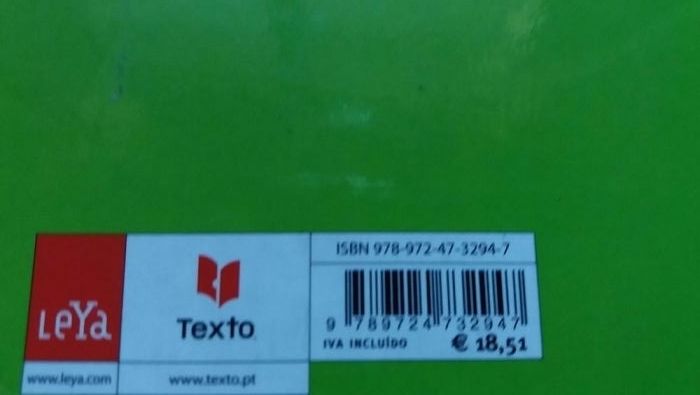 ISBN 978-972-47-3294-7
9 789724 732947
IVA INCLUÍDO € 18,51
LeYa
Texto
www.leya.com
www.texto.pt